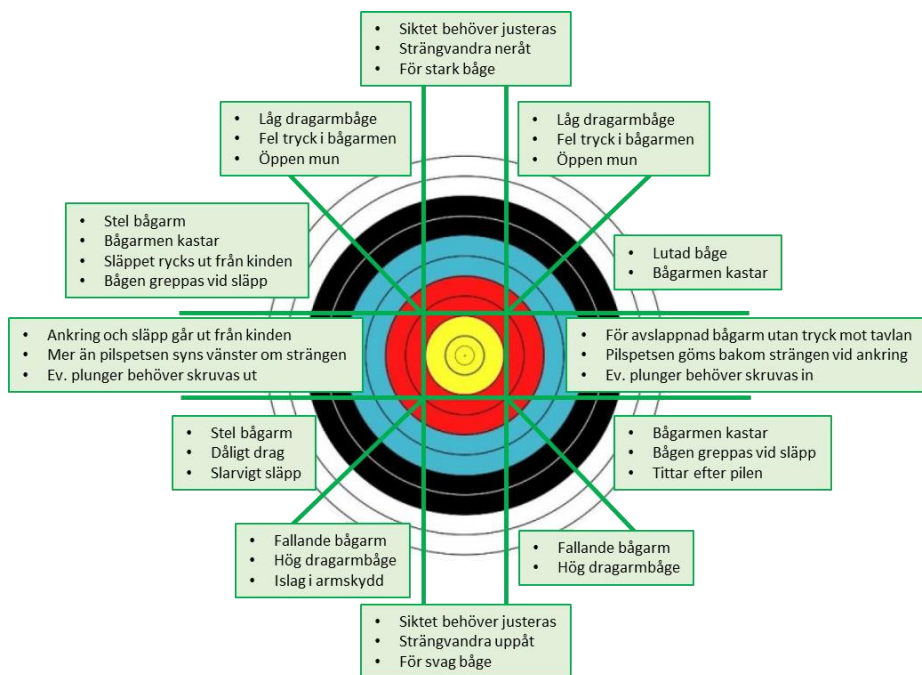 • Siktet behöver justeras
• Strängvandra neråt
• För stark båge
• Låg dragarmbåge
• Fel tryck i bågarmen
• Öppen mun
• Låg dragarmbåge
• Fel tryck i bågarmen
• Öppen mun
• Stel bågarm
• Bågarmen kastar
• Släppet rycks ut från kinden
• Bågen greppas vid släpp
• Lutad båge
• Bågarmen kastar
• Ankring och släpp går ut från kinden
• Mer än pilspetsen syns vänster om strängen
• Ev. plunger behöver skruvas ut
• För avslappnad bågarm utan tryck mot tavlan
• Pilspetsen göms bakom strängen vid ankring
• Ev. plunger behöver skruvas in
• Stel bågarm
• Dåligt drag
• Slarvigt släpp
• Bågarmen kastar
• Bågen greppas vid släpp
• Tittar efter pilen
• Fallande bågarm
• Hög dragarmbåge
• Islag i armskydd
• Fallande bågarm
• Hög dragarmbåge
• Siktet behöver justeras
• Strängvandra uppåt
• För svag båge